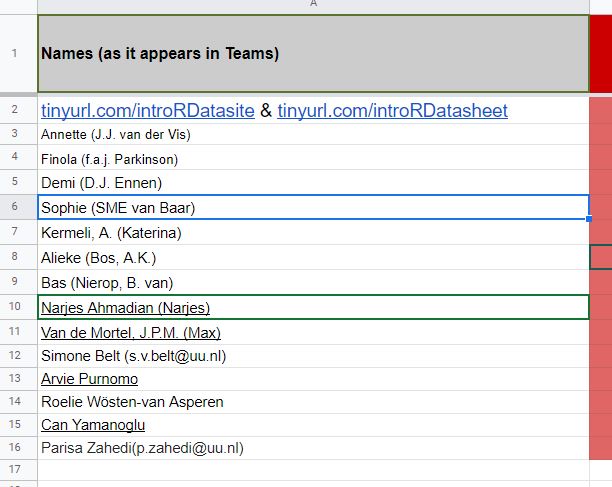 A
1 Names (as it appears in Teams)
2 tinyurl.com/introRDatasite & tinyurl.com/introRDatasheet
3 Annette (J.J. van der Vis)
4 Finola (f.a.j. Parkinson)
5 Demi (D.J. Ennen)
6 Sophie (SME van Baar)
7 Kermeli, A. (Katerina)
8 Alieke (Bos, A.K.)
9 Bas (Nierop, B. van)
10 Narjes Ahmadian (Narjes)
11 Van de Mortel, J.P.M. (Max)
12 Simone Belt (s.v.belt@uu.nl)
13 Arvie Purnomo
14 Roelie Wösten-van Asperen
15 Can Yamanoglu
16 Parisa Zahedi(p.zahedi@uu.nl)
17